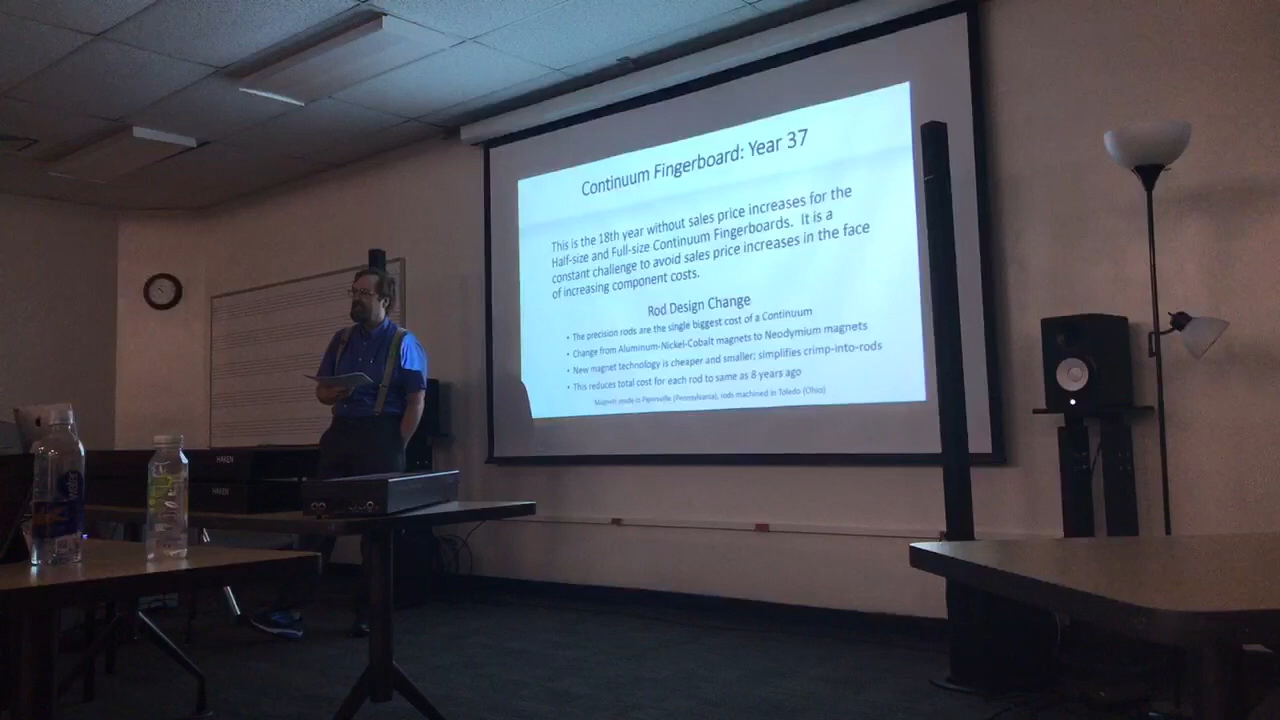 Continuum Fingerboard: Year 37
This is the 18th year without sales price increases for the
Half-size and Full-size Continuum Fingerboards. It is a
constant challenge to avoid sales price increases in the face
of increasing component costs.
Rod Design Change
• The precision rods are the single biggest cost of a Continuum
• Change from Aluminum-Nickel-Cobalt magnets to Neodymium magnets
• New magnet technology is cheaper and smaller; simplifies crimp-into-rods
• This reduces total cost for each rod to same as 8 years ago
Magnets made in Pipersville (Pennsylvania), rods machined in Toledo (Ohio)
HAKEN
HAKEN